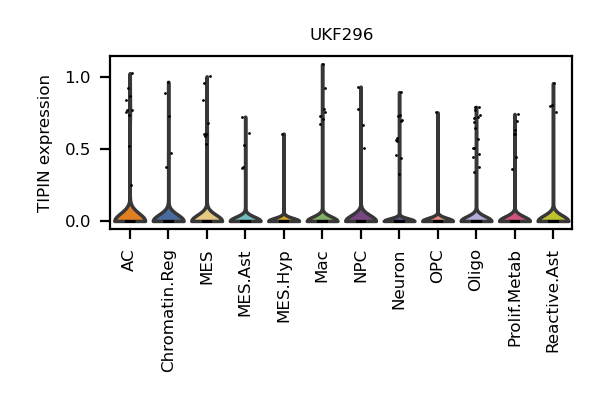 UKF296
TIPIN expression
1.0
0.5
0.0
AC
Chromatin.Reg
MES
MES.Ast
MES.Hyp
Mac
NPC
Neuron
OPC
Oligo
Prolif.Metab
Reactive.Ast